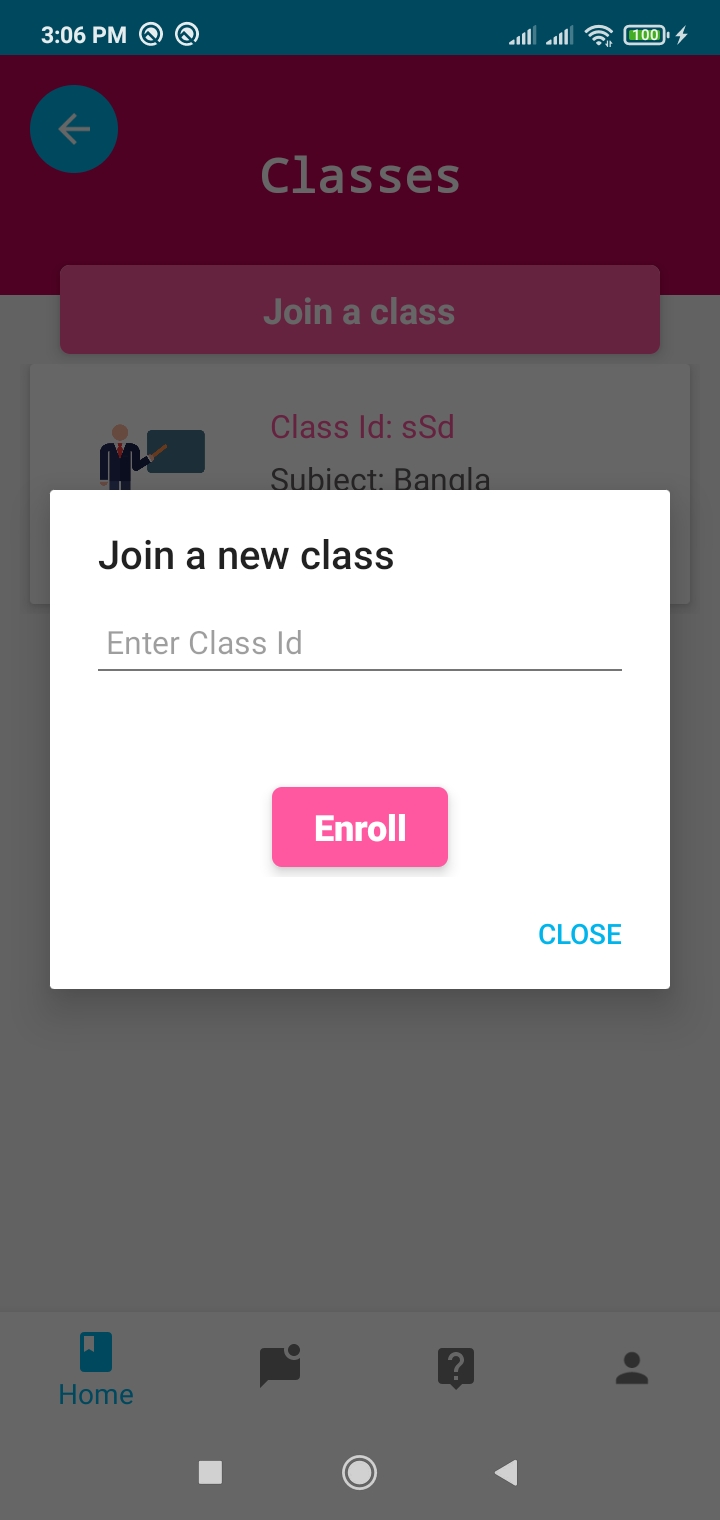 3:06 PM
100
Classes
Join a class
Class Id: sSd
Subject: Bangla
Join a new class
Enter Class Id
Enroll
CLOSE
Home